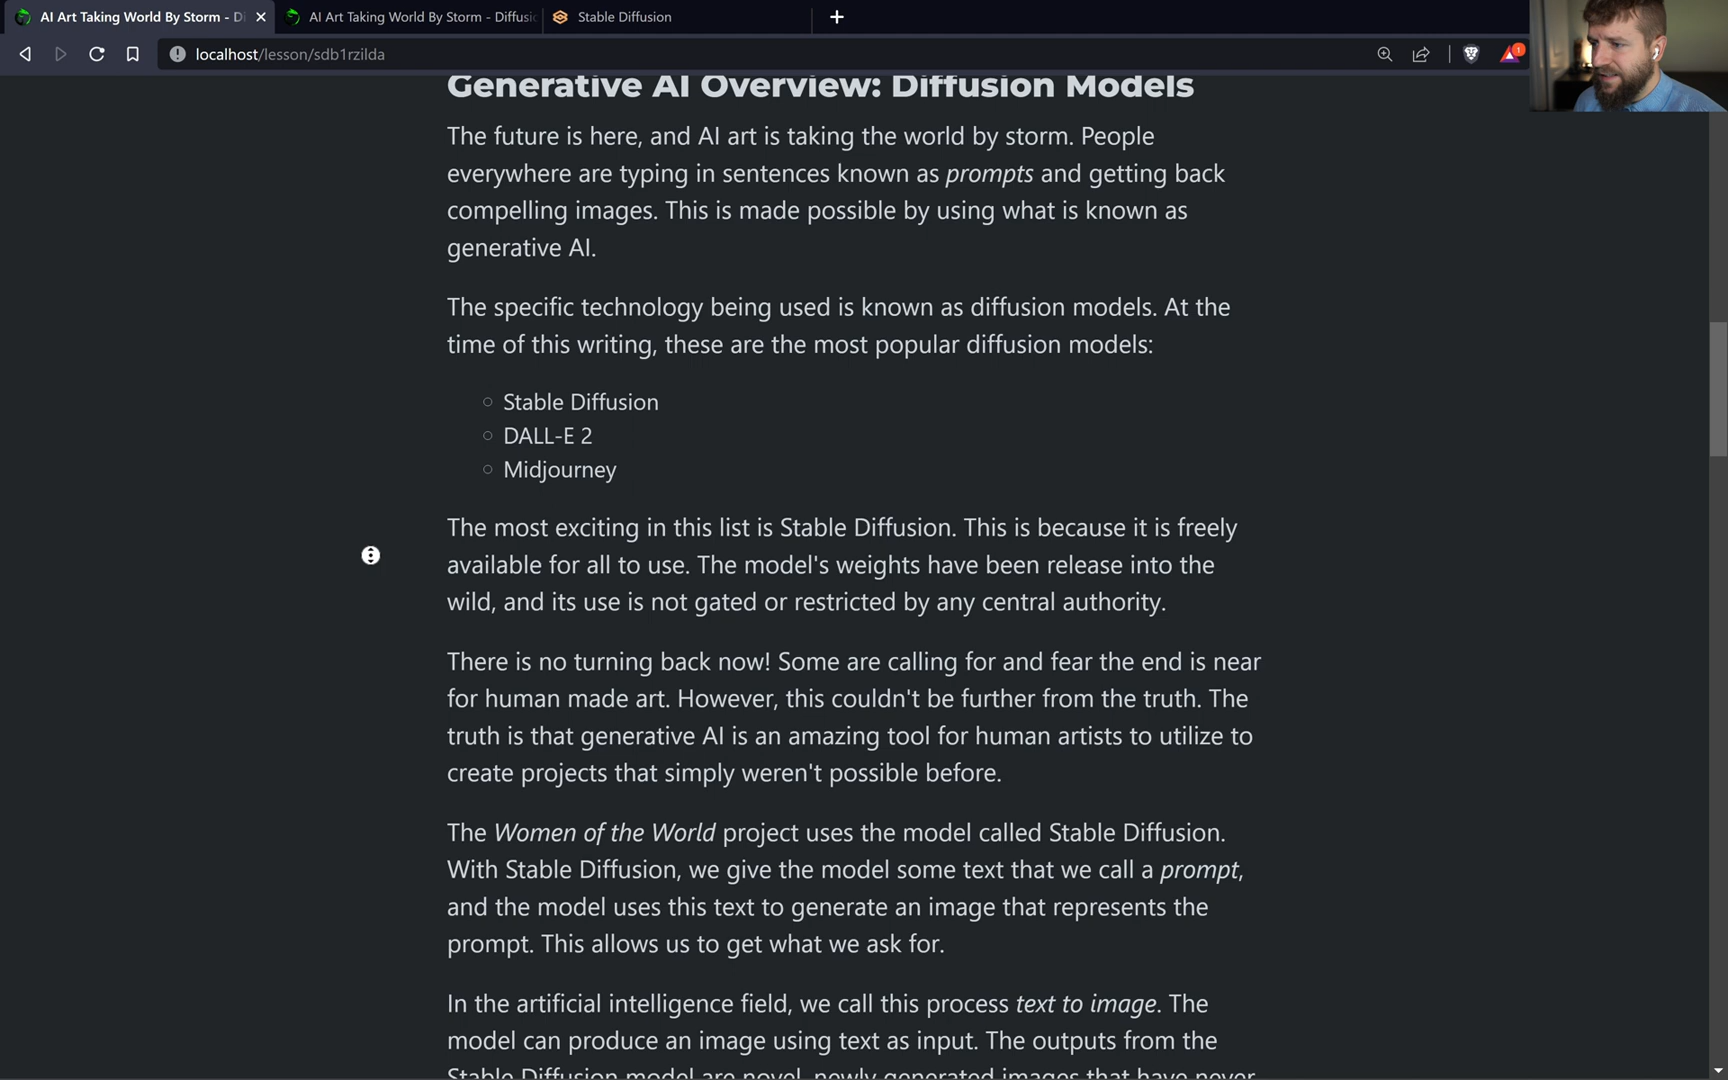 AI Art Taking World By Storm - Di
AI Art Taking World By Storm - Diffusi
Stable Diffusion
localhost/lesson/sdb1rzilda
1
Generative AI Overview: Diffusion Models
The future is here, and AI art is taking the world by storm. People
everywhere are typing in sentences known as prompts and getting back
compelling images. This is made possible by using what is known as
generative AI.
The specific technology being used is known as diffusion models. At the
time of this writing, these are the most popular diffusion models:
Stable Diffusion
DALL-E 2
Midjourney
The most exciting in this list is Stable Diffusion. This is because it is freely
available for all to use. The model's weights have been release into the
wild, and its use is not gated or restricted by any central authority.
There is no turning back now! Some are calling for and fear the end is near
for human made art. However, this couldn't be further from the truth. The
truth is that generative AI is an amazing tool for human artists to utilize to
create projects that simply weren't possible before.
The Women of the World project uses the model called Stable Diffusion.
With Stable Diffusion, we give the model some text that we call a prompt,
and the model uses this text to generate an image that represents the
prompt. This allows us to get what we ask for.
In the artificial intelligence field, we call this process text to image. The
model can produce an image using text as input. The outputs from the
Stable Diffusion model are novel, newly generated images that have never